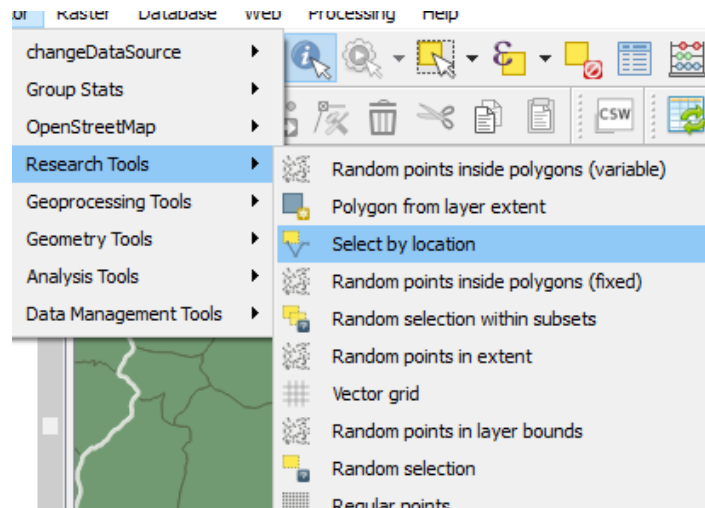 Raster Database Web Processing Help
changeDataSource
Group Stats
OpenStreetMap
CSW
Research Tools
Random points inside polygons (variable)
Geoprocessing Tools
Polygon from layer extent
Geometry Tools
Select by location
Analysis Tools
Random points inside polygons (fixed)
Data Management Tools
Random selection within subsets
Random points in extent
Vector grid
Random points in layer bounds
Random selection
Regular points